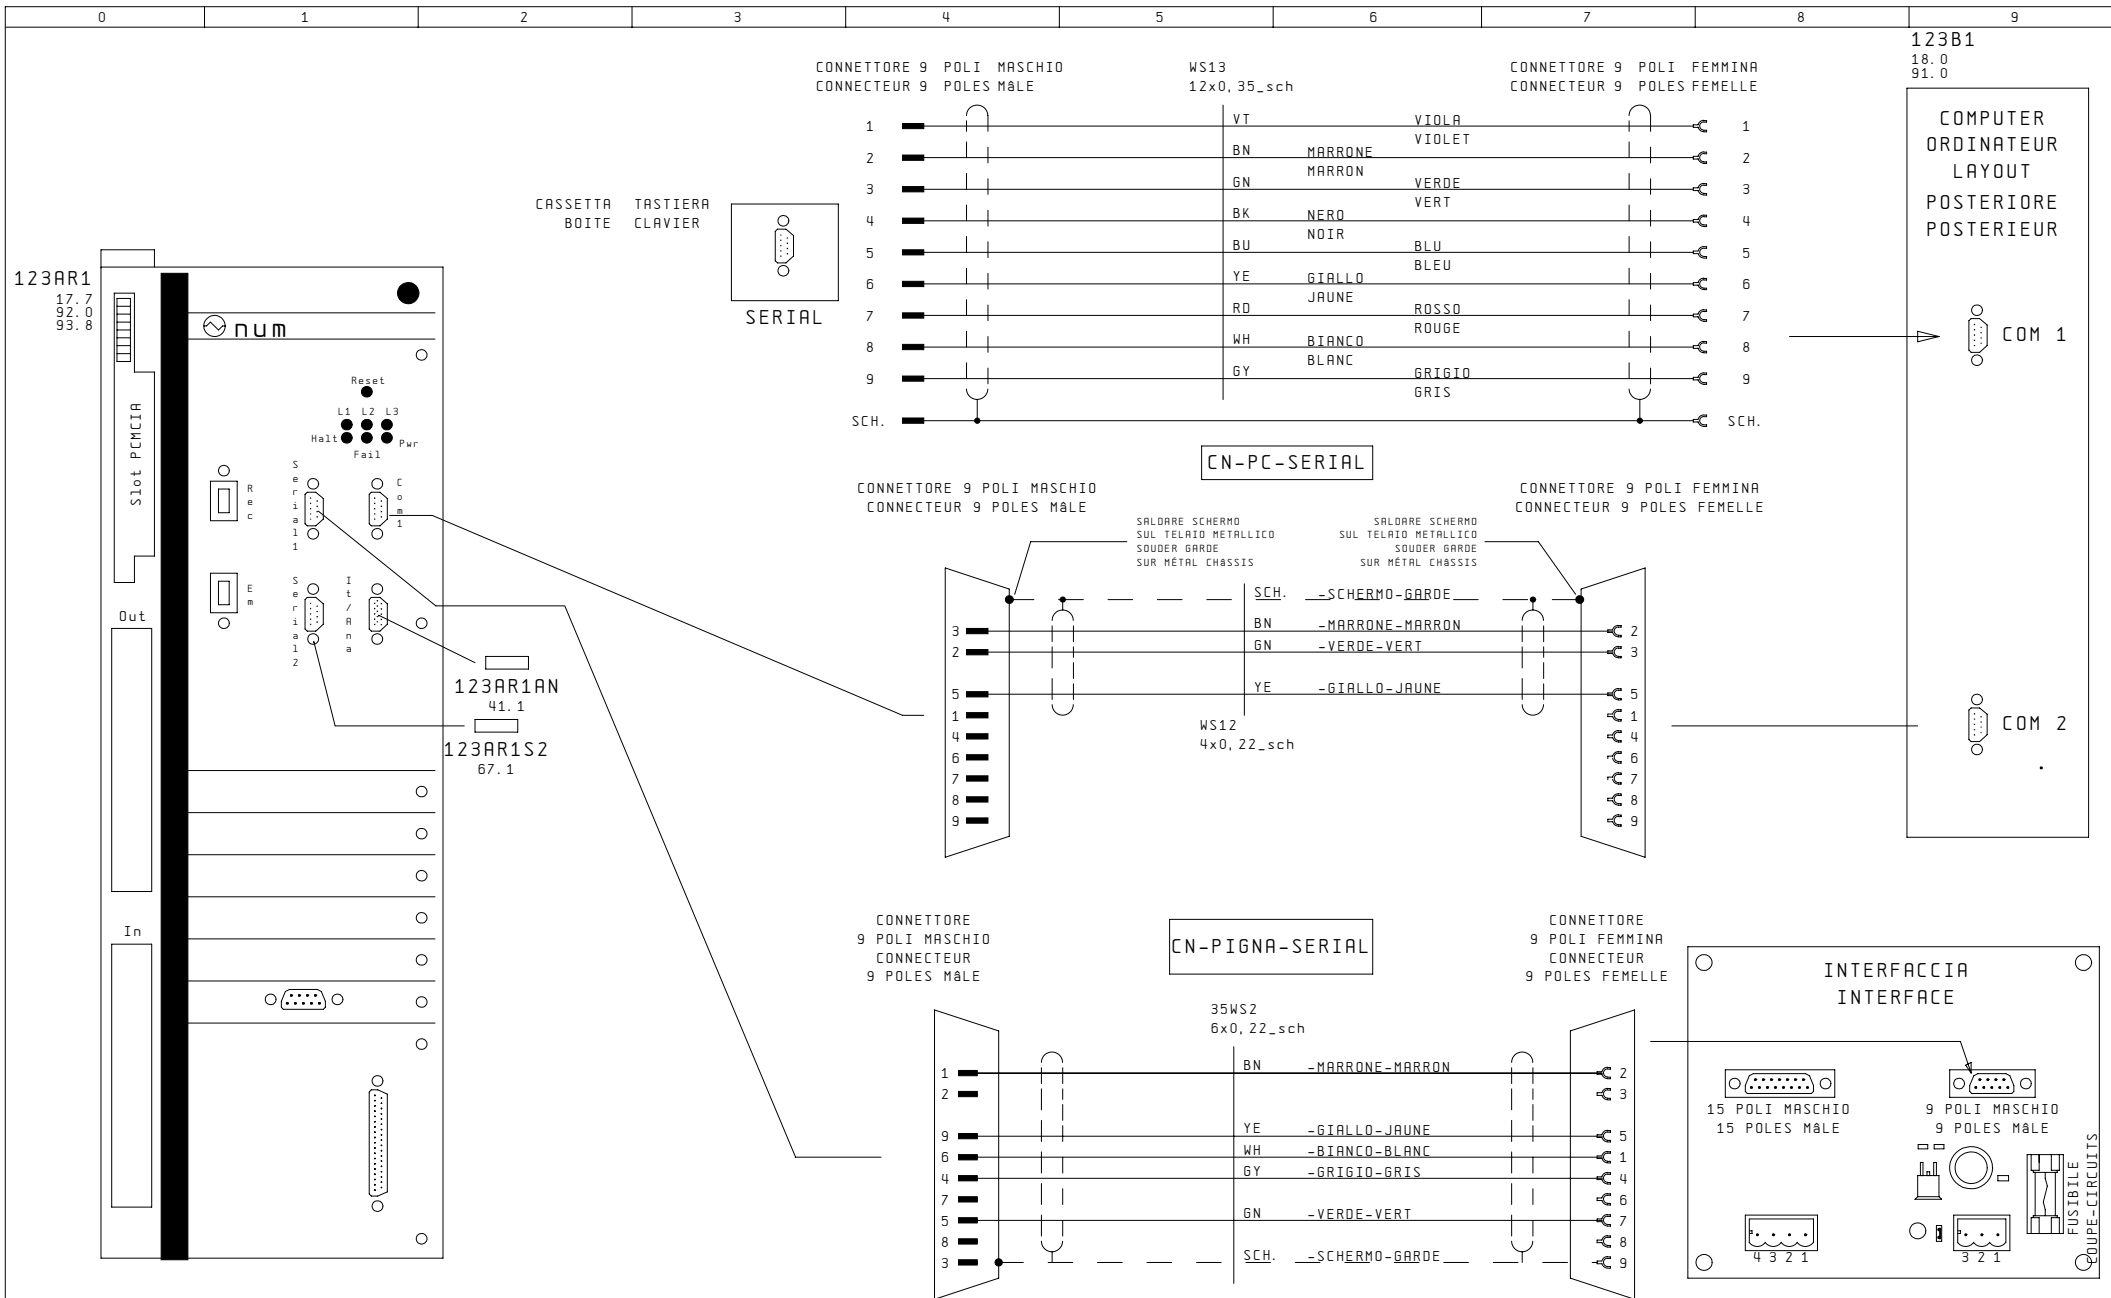 0 1 2 3 4 5 6 7 8 9
123B1
18.0
91.0
CONNETTORE 9 POLI MASCHIO
CONNECTEUR 9 POLES MâLE
WS13
12x0,35_sch
CONNETTORE 9 POLI FEMMINA
CONNECTEUR 9 POLES FEMELLE
1 VT VIOLA 1
VIOLET
2 BN MARRONE 2
MARRON
3 GN VERDE 3
VERT
4 BK NERO 4
NOIR
5 BU BLU 5
BLEU
6 YE GIALLO 6
JAUNE
7 RD ROSSO 7
ROUGE
8 WH BIANCO 8
BLANC
9 GY GRIGIO 9
GRIS
SCH. SCH.
CASSETTA TASTIERA
BOITE CLAVIER
SERIAL
COMPUTER
ORDINATEUR
LAYOUT
POSTERIORE
POSTERIEUR
COM 1
COM 2
123AR1
17.7
92.0
93.8
num
Reset
L1 L2 L3
Halt Pwr
Fail
Slot PCMCIA
Rec
Serial1
Com1
Em
Serial2
It/Ana
Out
In
123AR1AN
41.1
123AR1S2
67.1
CN-PC-SERIAL
CONNETTORE 9 POLI MASCHIO
CONNECTEUR 9 POLES MâLE
CONNETTORE 9 POLI FEMMINA
CONNECTEUR 9 POLES FEMELLE
SALDARE SCHERMO
SUL TELAIO METALLICO
SOUDER GARDE
SUR MÉTAL CHâSSIS
SALDARE SCHERMO
SUL TELAIO METALLICO
SOUDER GARDE
SUR MÉTAL CHâSSIS
SCH. -SCHERMO-GARDE
3 BN -MARRONE-MARRON 2
2 GN -VERDE-VERT 3
5 YE -GIALLO-JAUNE 5
1 1
4 4
6 6
7 7
8 8
9 9
WS12
4x0,22_sch
CONNETTORE
9 POLI MASCHIO
CONNECTEUR
9 POLES MâLE
CN-PIGNA-SERIAL
CONNETTORE
9 POLI FEMMINA
CONNECTEUR
9 POLES FEMELLE
35WS2
6x0,22_sch
1 BN -MARRONE-MARRON 2
2 3
9 YE -GIALLO-JAUNE 5
6 WH -BIANCO-BLANC 1
4 GY -GRIGIO-GRIS 4
7 6
5 GN -VERDE-VERT 7
8 8
3 SCH. -SCHERMO-GARDE 9
INTERFACCIA
INTERFACE
15 POLI MASCHIO
15 POLES MâLE
9 POLI MASCHIO
9 POLES MâLE
FUSIBILE
COUPE-CIRCUITS
4 3 2 1
3 2 1